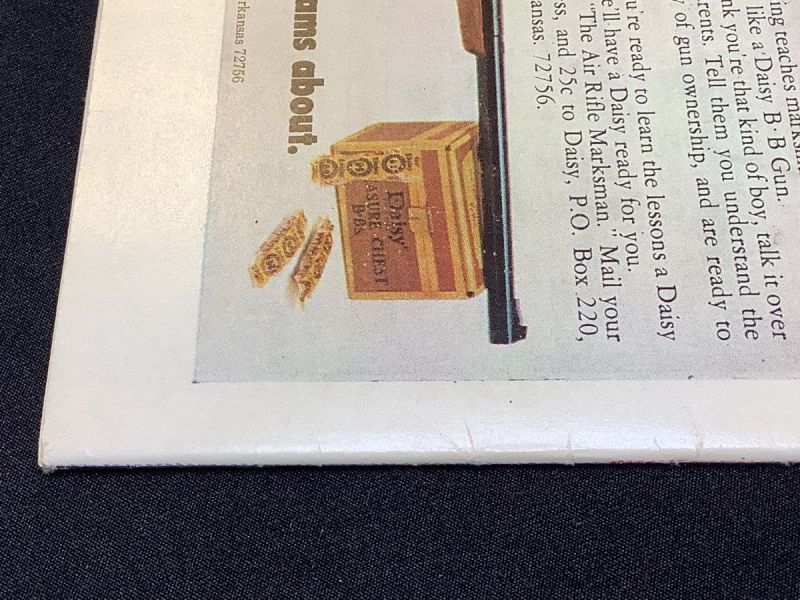 like a Daisy B·B Gun.
nk you're that kind of boy, talk it over
rents. Tell them you understand the
y of gun ownership, and are ready to
u're ready to learn the lessons a Daisy
e'll have a Daisy ready for you.
"The Air Rifle Marksman." Mail your
ss, and 25c to Daisy, P.O. Box 220,
ansas. 72756.
Daisy
ASURE·CHEST
B·Bs
ams about.
rkansas 72756